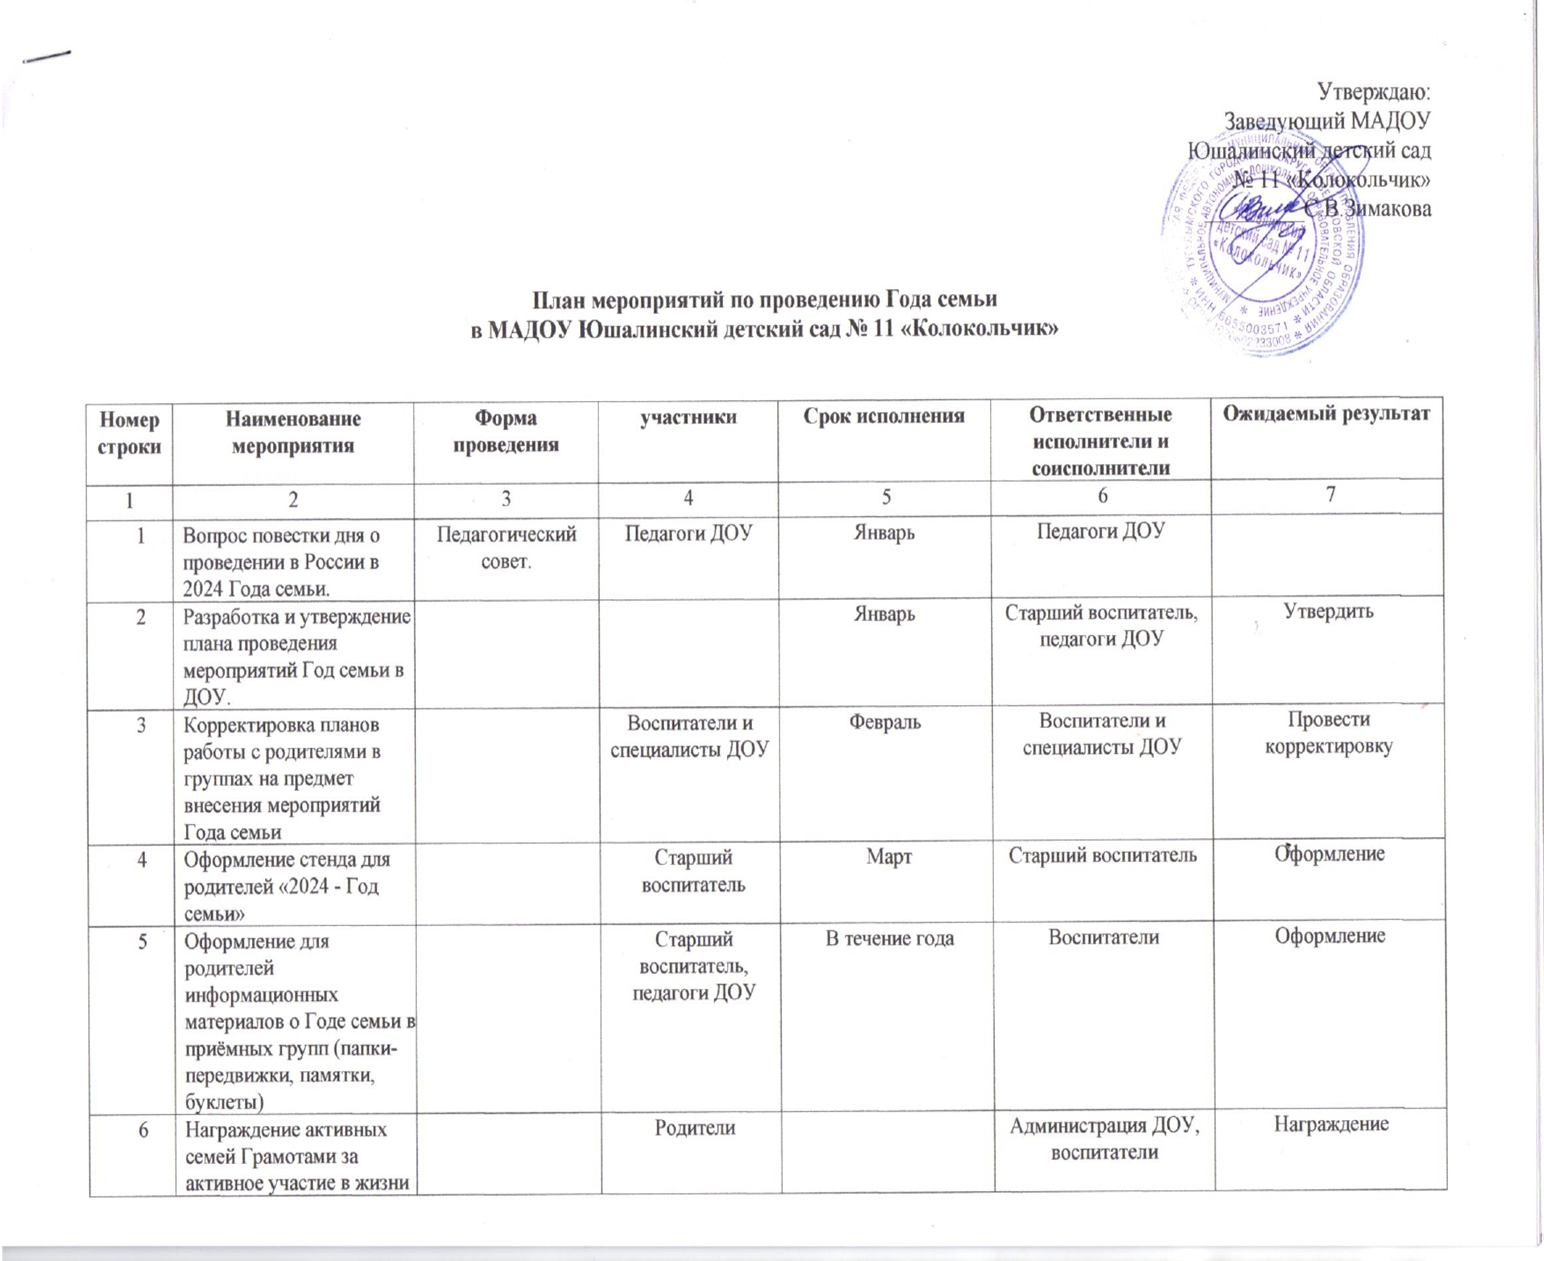 Утверждаю:
Заведующий МАДОУ
Юшалинский детский сад
№ 11 «Колокольчик»
С.В.Зимакова
детский сад № 11
«Колокольчик»
План мероприятий по проведению Года семьи
в МАДОУ Юшалинский детский сад № 11 «Колокольчик»
Номер строки
Наименование мероприятия
Форма проведения
участники
Срок исполнения
Ответственные исполнители и соисполнители
Ожидаемый результат
1 2 3 4 5 6 7
1
Вопрос повестки дня о
проведении в России в
2024 Года семьи.
Педагогический
совет.
Педагоги ДОУ
Январь
Педагоги ДОУ
2
Разработка и утверждение
плана проведения
мероприятий Год семьи в
ДОУ.
Январь
Старший воспитатель,
педагоги ДОУ
Утвердить
3
Корректировка планов
работы с родителями в
группах на предмет
внесения мероприятий
Года семьи
Воспитатели и
специалисты ДОУ
Февраль
Воспитатели и
специалисты ДОУ
Провести
корректировку
4
Оформление стенда для
родителей «2024 - Год
семьи»
Старший
воспитатель
Март
Старший воспитатель
Оформление
5
Оформление для
родителей
информационных
материалов о Годе семьи в
приёмных групп (папки-
передвижки, памятки,
буклеты)
Старший
воспитатель,
педагоги ДОУ
В течение года
Воспитатели
Оформление
6
Награждение активных
семей Грамотами за
активное участие в жизни
Родители
Администрация ДОУ,
воспитатели
Награждение